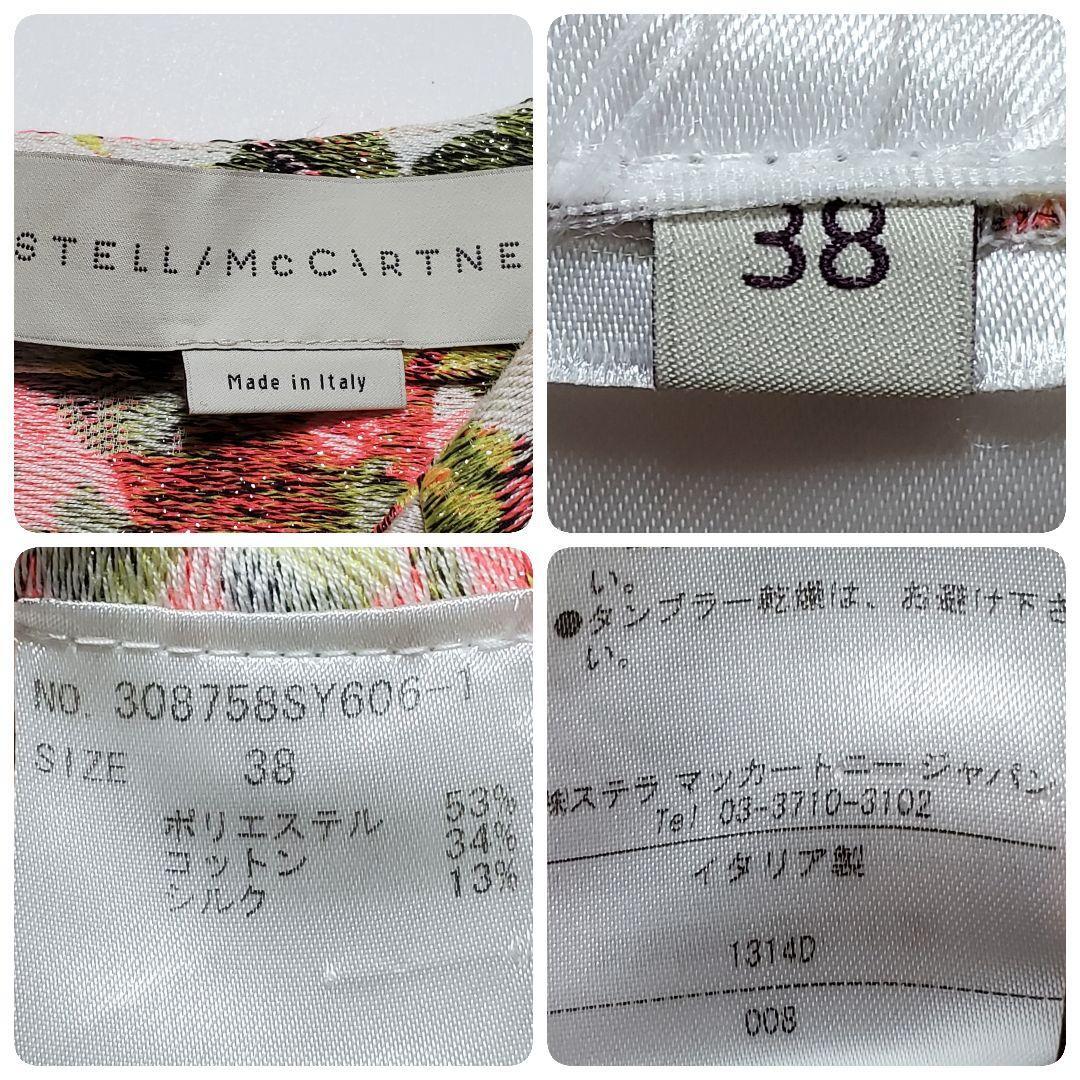 STELL/McCARTNE
Made in Italy
38
NO. 308758SY606-1
SIZE 38
ポリエステル 53%
コットン 34%
シルク 13%
い。
●タンブラー乾燥は、お避け下さ
い。
㈱ステラ マッカートニー ジャパン
Tel 03-3710-3102
イタリア製
1314D
008